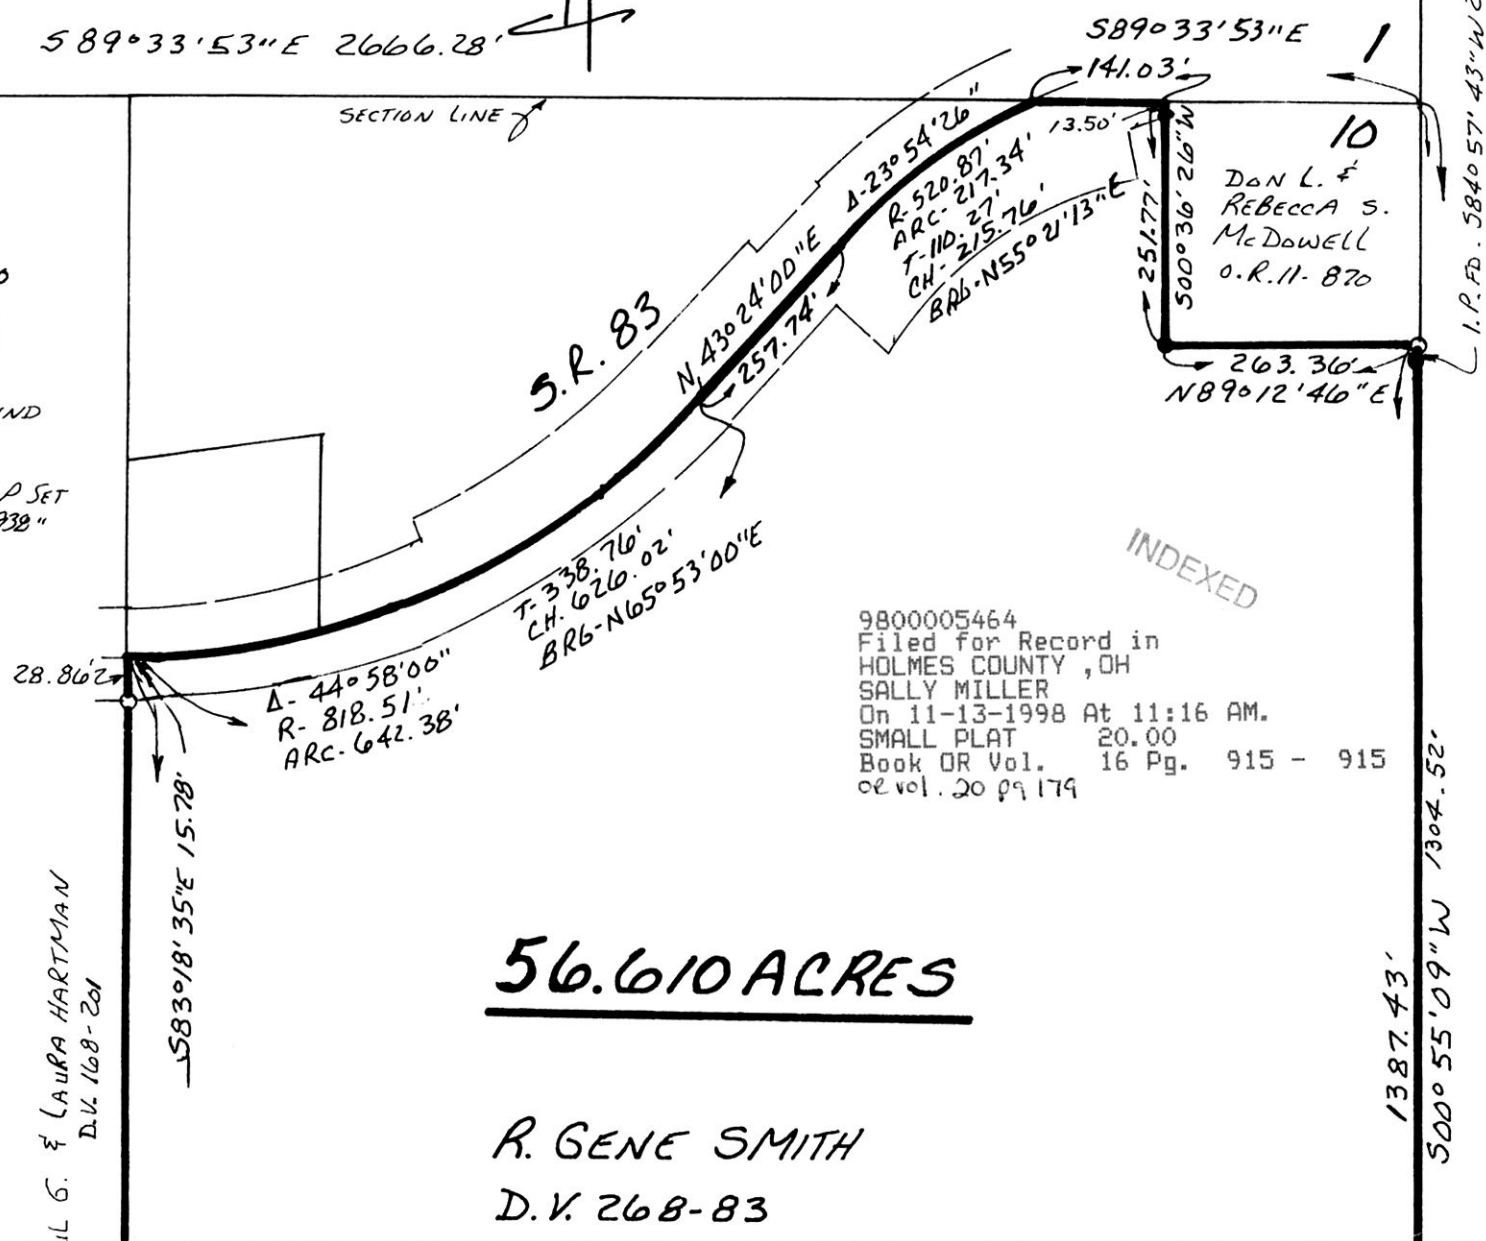 S89°33'53"E 2666.28'
S89°33'53"E
1
141.03'
SECTION LINE
13.50'
10
DON L. &
REBECCA S.
McDOWELL
O.R. 11-870
I.P. FD. S84°57'43"W
Δ-23°54'26"
R-520.87'
ARC-217.34'
T-110.27'
CH-215.76'
BRG-N55°21'13"E
251.77'
S00°36'26"W
N 43°24'00"E
257.74'
S.R. 83
263.36'
N89°12'46"E
P SET
INDEXED
T-338.76'
CH. 626.02'
BRG-N65°53'00"E
9800005464
Filed for Record in
HOLMES COUNTY ,OH
SALLY MILLER
On 11-13-1998 At 11:16 AM.
SMALL PLAT 20.00
Book OR Vol. 16 Pg. 915 - 915
OR vol. 20 pg 179
28.86'
Δ-44°58'00"
R-818.51'
ARC-642.38'
S83°18'35"E 15.78'
G. & LAURA HARTMAN
D.V. 168-201
56.610 ACRES
1387.43'
S00°55'09"W 1304.52'
R. GENE SMITH
D.V. 268-83